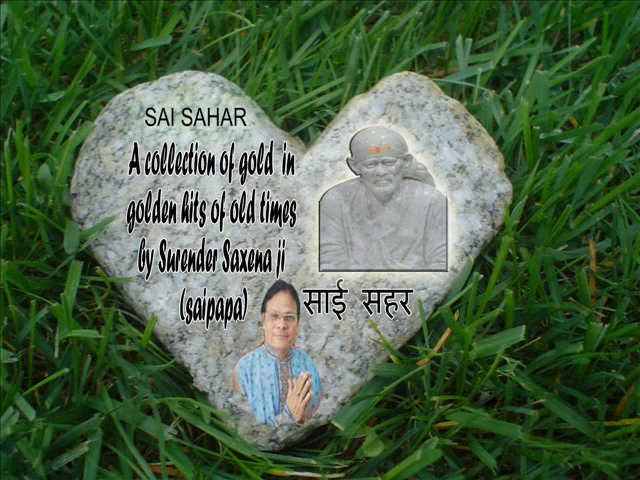 SAI SAHAR
A collection of gold in
golden hits of old times
by Surender Saxena ji
(saipapa)
साई सहर